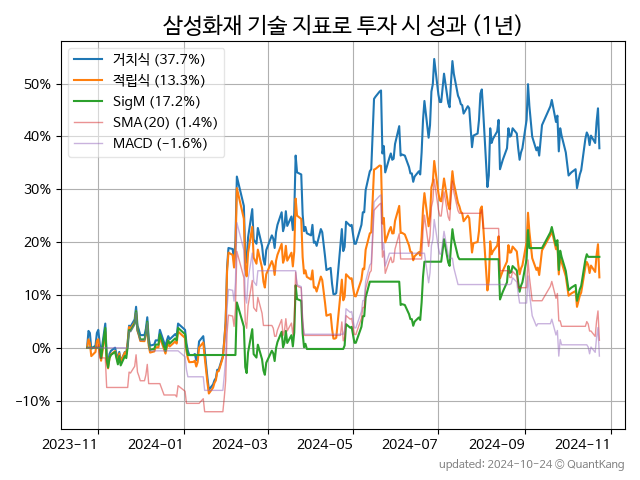 삼성화재 기술 지표로 투자 시 성과 (1년)
거치식 (37.7%)
적립식 (13.3%)
SigM (17.2%)
SMA(20) (1.4%)
MACD (−1.6%)
50%
40%
30%
20%
10%
0%
−10%
2023−11 2024−01 2024−03 2024−05 2024−07 2024−09 2024−11
updated: 2024-10-24 © QuantKang